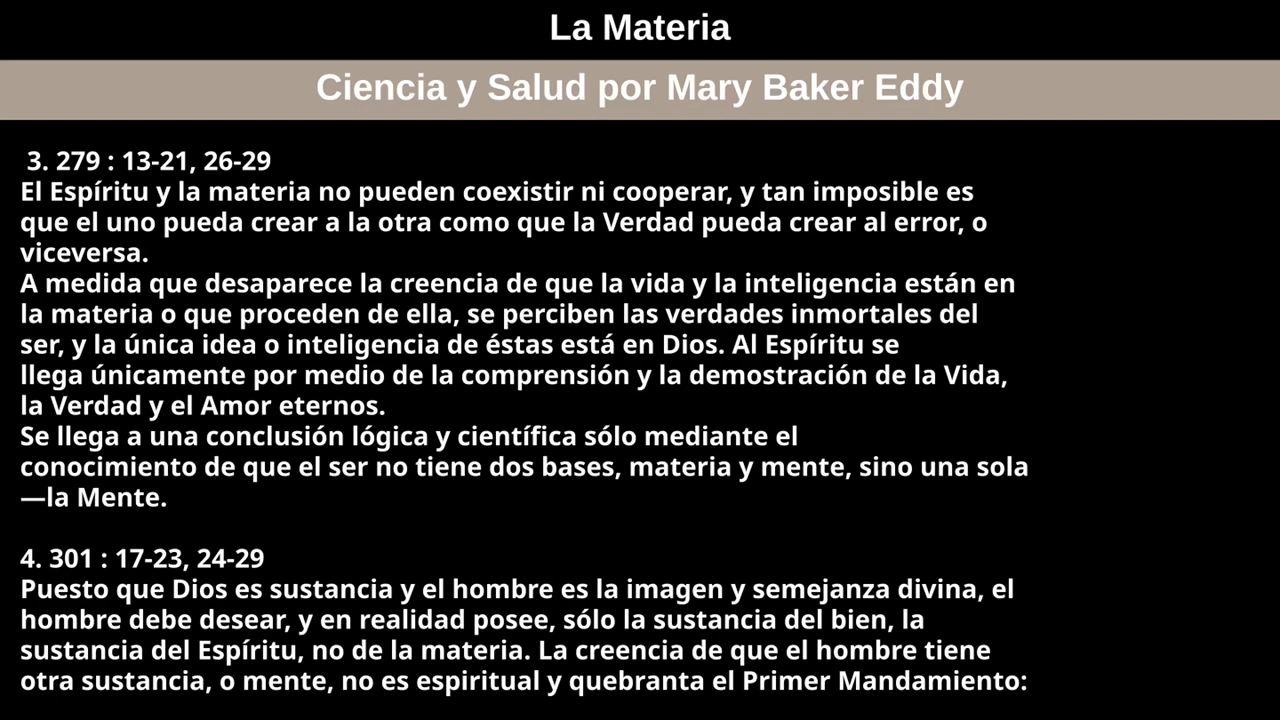 La Materia
Ciencia y Salud por Mary Baker Eddy
3. 279 : 13-21, 26-29
El Espíritu y la materia no pueden coexistir ni cooperar, y tan imposible es
que el uno pueda crear a la otra como que la Verdad pueda crear al error, o
viceversa.
A medida que desaparece la creencia de que la vida y la inteligencia están en
la materia o que proceden de ella, se perciben las verdades inmortales del
ser, y la única idea o inteligencia de éstas está en Dios. Al Espíritu se
llega únicamente por medio de la comprensión y la demostración de la Vida,
la Verdad y el Amor eternos.
Se llega a una conclusión lógica y científica sólo mediante el
conocimiento de que el ser no tiene dos bases, materia y mente, sino una sola
—la Mente.
4. 301 : 17-23, 24-29
Puesto que Dios es sustancia y el hombre es la imagen y semejanza divina, el
hombre debe desear, y en realidad posee, sólo la sustancia del bien, la
sustancia del Espíritu, no de la materia. La creencia de que el hombre tiene
otra sustancia, o mente, no es espiritual y quebranta el Primer Mandamiento: